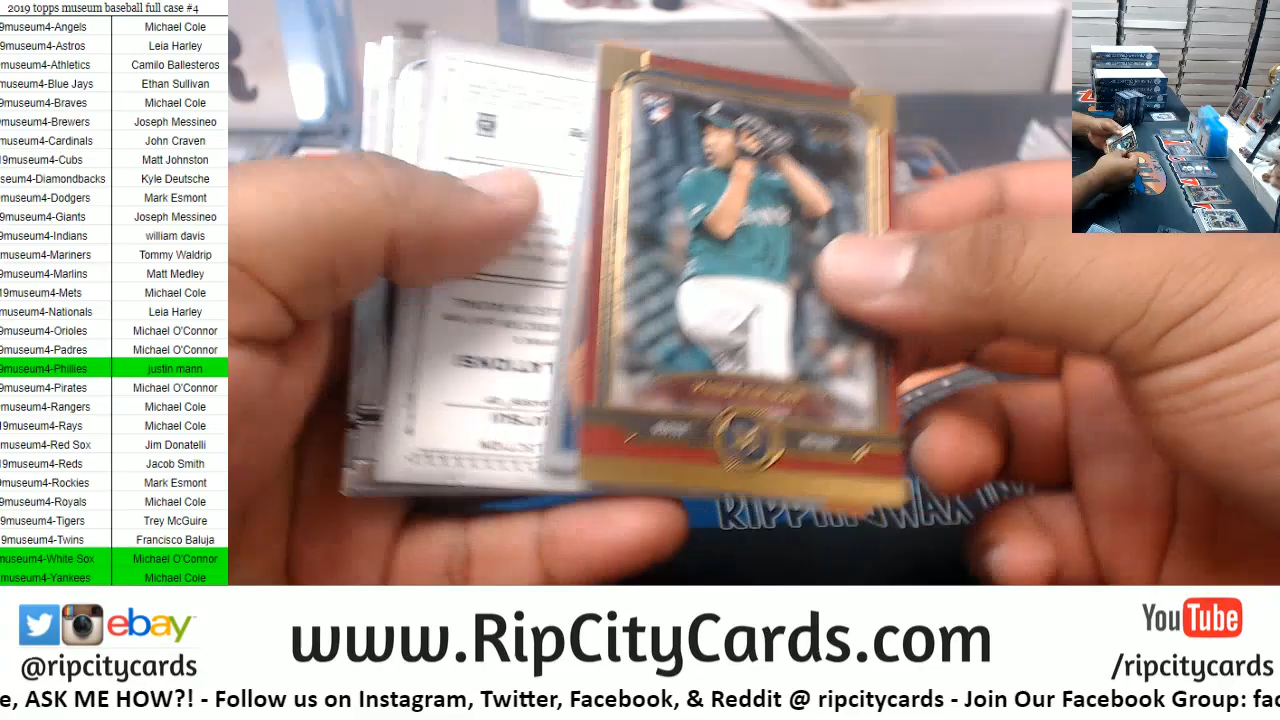 2019 topps museum baseball full case #4
9museum4-Angels Michael Cole
9museum4-Astros Leia Harley
museum4-Athletics Camilo Ballesteros
museum4-Blue Jays Ethan Sullivan
9museum4-Braves Michael Cole
9museum4-Brewers Joseph Messineo
museum4-Cardinals John Craven
19museum4-Cubs Matt Johnston
seum4-Diamondbacks Kyle Deutsche
9museum4-Dodgers Mark Esmont
9museum4-Giants Joseph Messineo
9museum4-Indians william davis
museum4-Mariners Tommy Waldrip
9museum4-Marlins Matt Medley
19museum4-Mets Michael Cole
museum4-Nationals Leia Harley
9museum4-Orioles Michael O'Connor
9museum4-Padres Michael O'Connor
9museum4-Phillies justin mann
9museum4-Pirates Michael O'Connor
9museum4-Rangers Michael Cole
19museum4-Rays Michael Cole
museum4-Red Sox Jim Donatelli
19museum4-Reds Jacob Smith
9museum4-Rockies Mark Esmont
9museum4-Royals Michael Cole
9museum4-Tigers Trey McGuire
9museum4-Twins Francisco Baluja
museum4-White Sox Michael O'Connor
museum4-Yankees Michael Cole
ebay
@ripcitycards
www.RipCityCards.com
YouTube
/ripcitycards
e, ASK ME HOW?! - Follow us on Instagram, Twitter, Facebook, & Reddit @ ripcitycards - Join Our Facebook Group: fac